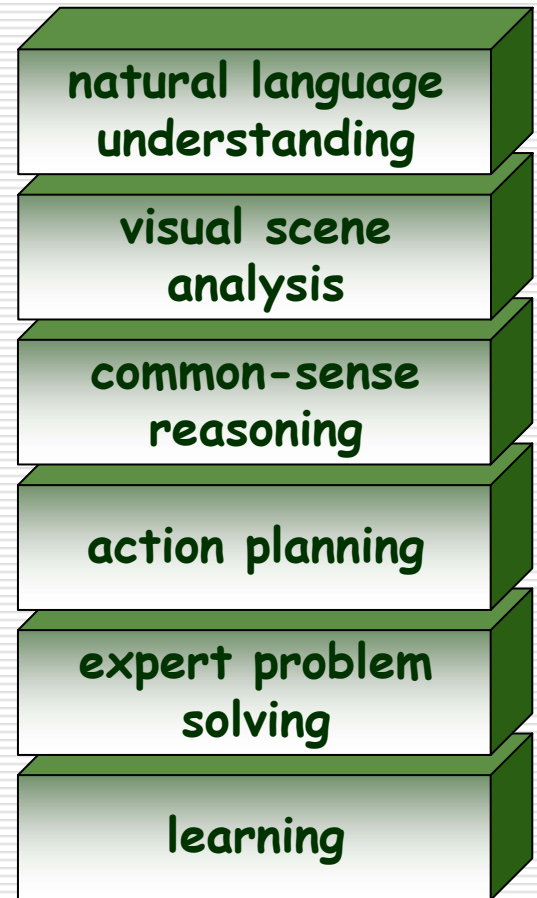 natural language
understanding
visual scene
analysis
common-sense
reasoning
action planning
expert problem
solving
learning